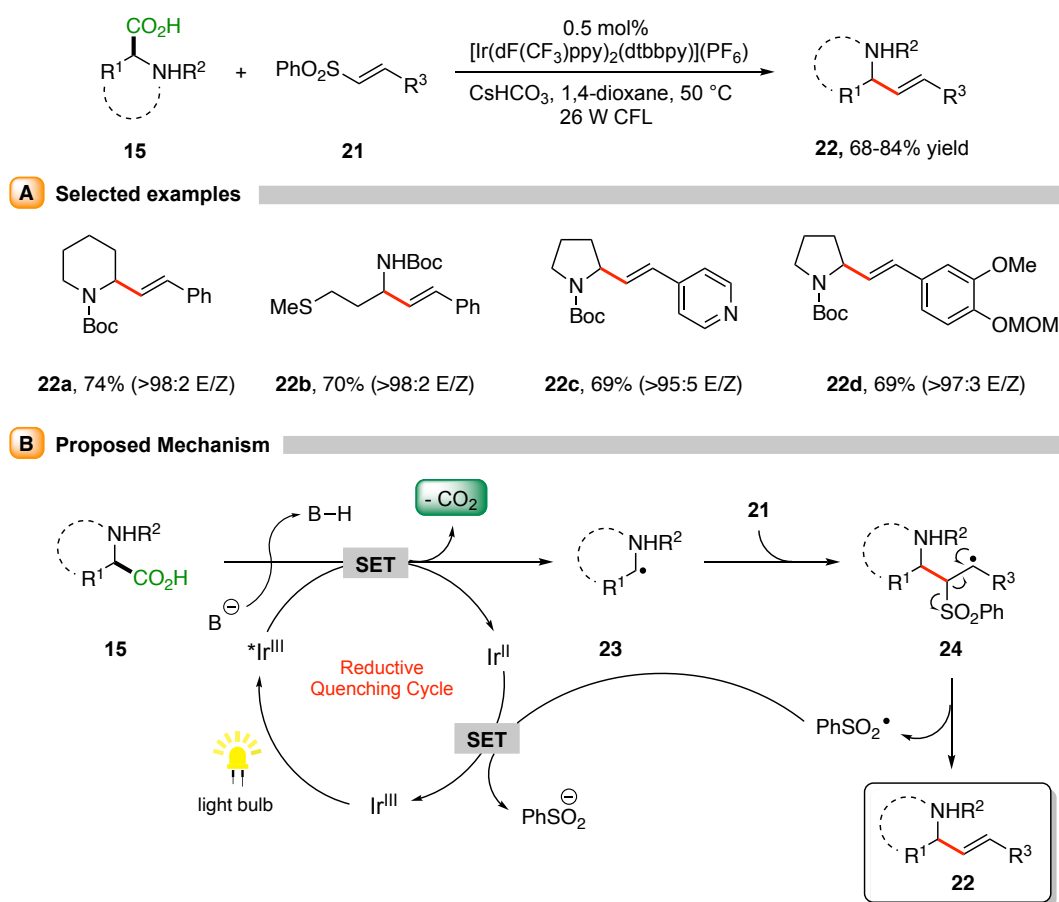 CO2H
R1
NHR2
+
PhO2S
R3
0.5 mol%
[Ir(dF(CF3)ppy)2(dtbbpy)](PF6)
CsHCO3, 1,4-dioxane, 50 °C
26 W CFL
NHR2
R1
R3
15
21
22, 68-84% yield
A Selected examples
N
Boc
Ph
NHBoc
MeS
Ph
N
Boc
N
N
Boc
OMe
OMOM
22a, 74% (>98:2 E/Z)
22b, 70% (>98:2 E/Z)
22c, 69% (>95:5 E/Z)
22d, 69% (>97:3 E/Z)
B Proposed Mechanism
NHR2
R1
CO2H
15
B–H
B⊖
- CO2
SET
NHR2
R1
•
23
21
NHR2
R1
R3
SO2Ph
24
*IrIII
IrII
Reductive
Quenching Cycle
SET
PhSO2•
light bulb
IrIII
PhSO2⊖
NHR2
R1
R3
22